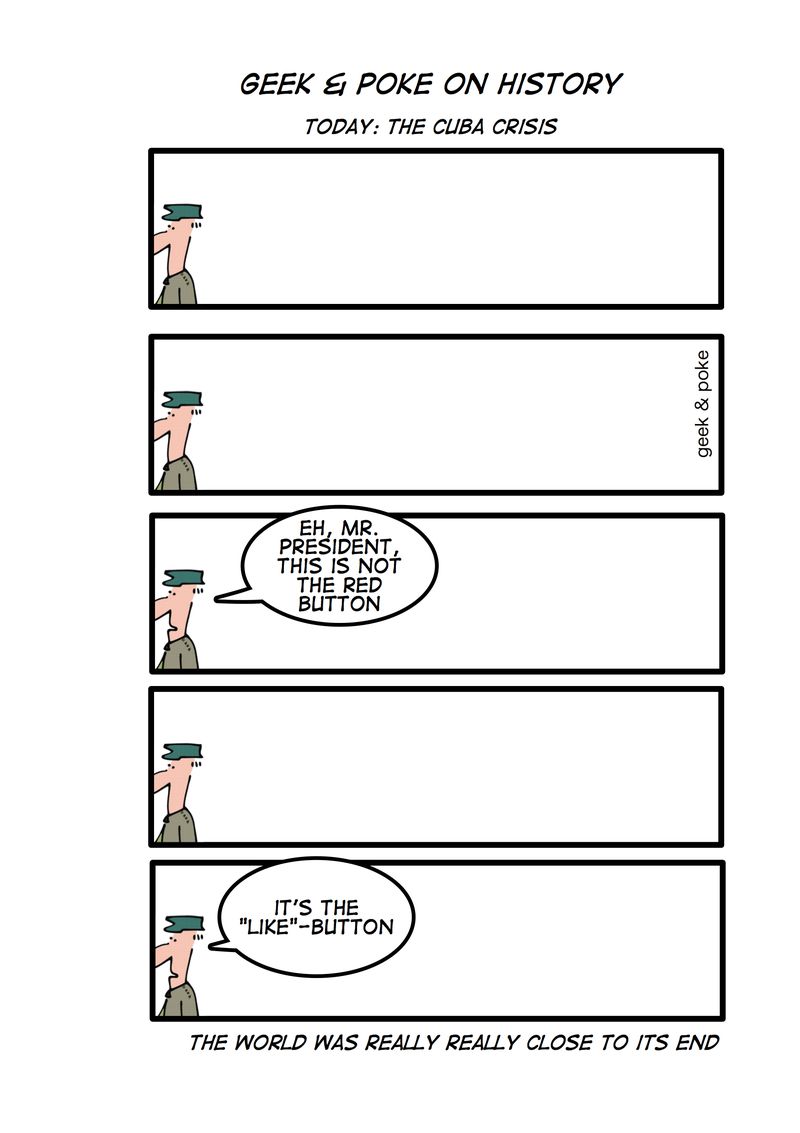 GEEK & POKE ON HISTORY
TODAY: THE CUBA CRISIS
geek & poke
EH, MR.
PRESIDENT,
THIS IS NOT
THE RED
BUTTON
IT'S THE
"LIKE"-BUTTON
THE WORLD WAS REALLY REALLY CLOSE TO ITS END